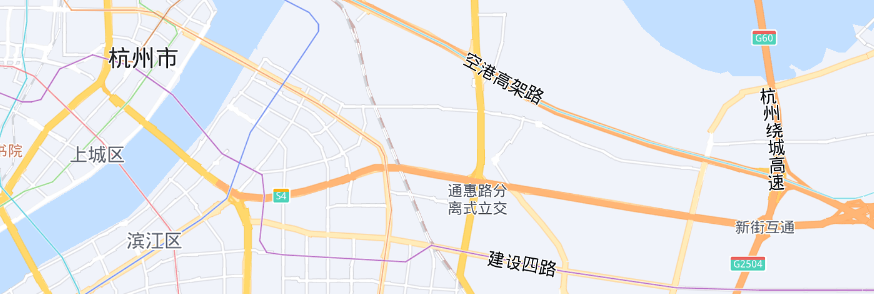 G60
杭州市
空港高架路
杭州绕城高速
书院
上城区
通惠路分
离式立交
S4
新街互通
滨江区
建设四路
G2504